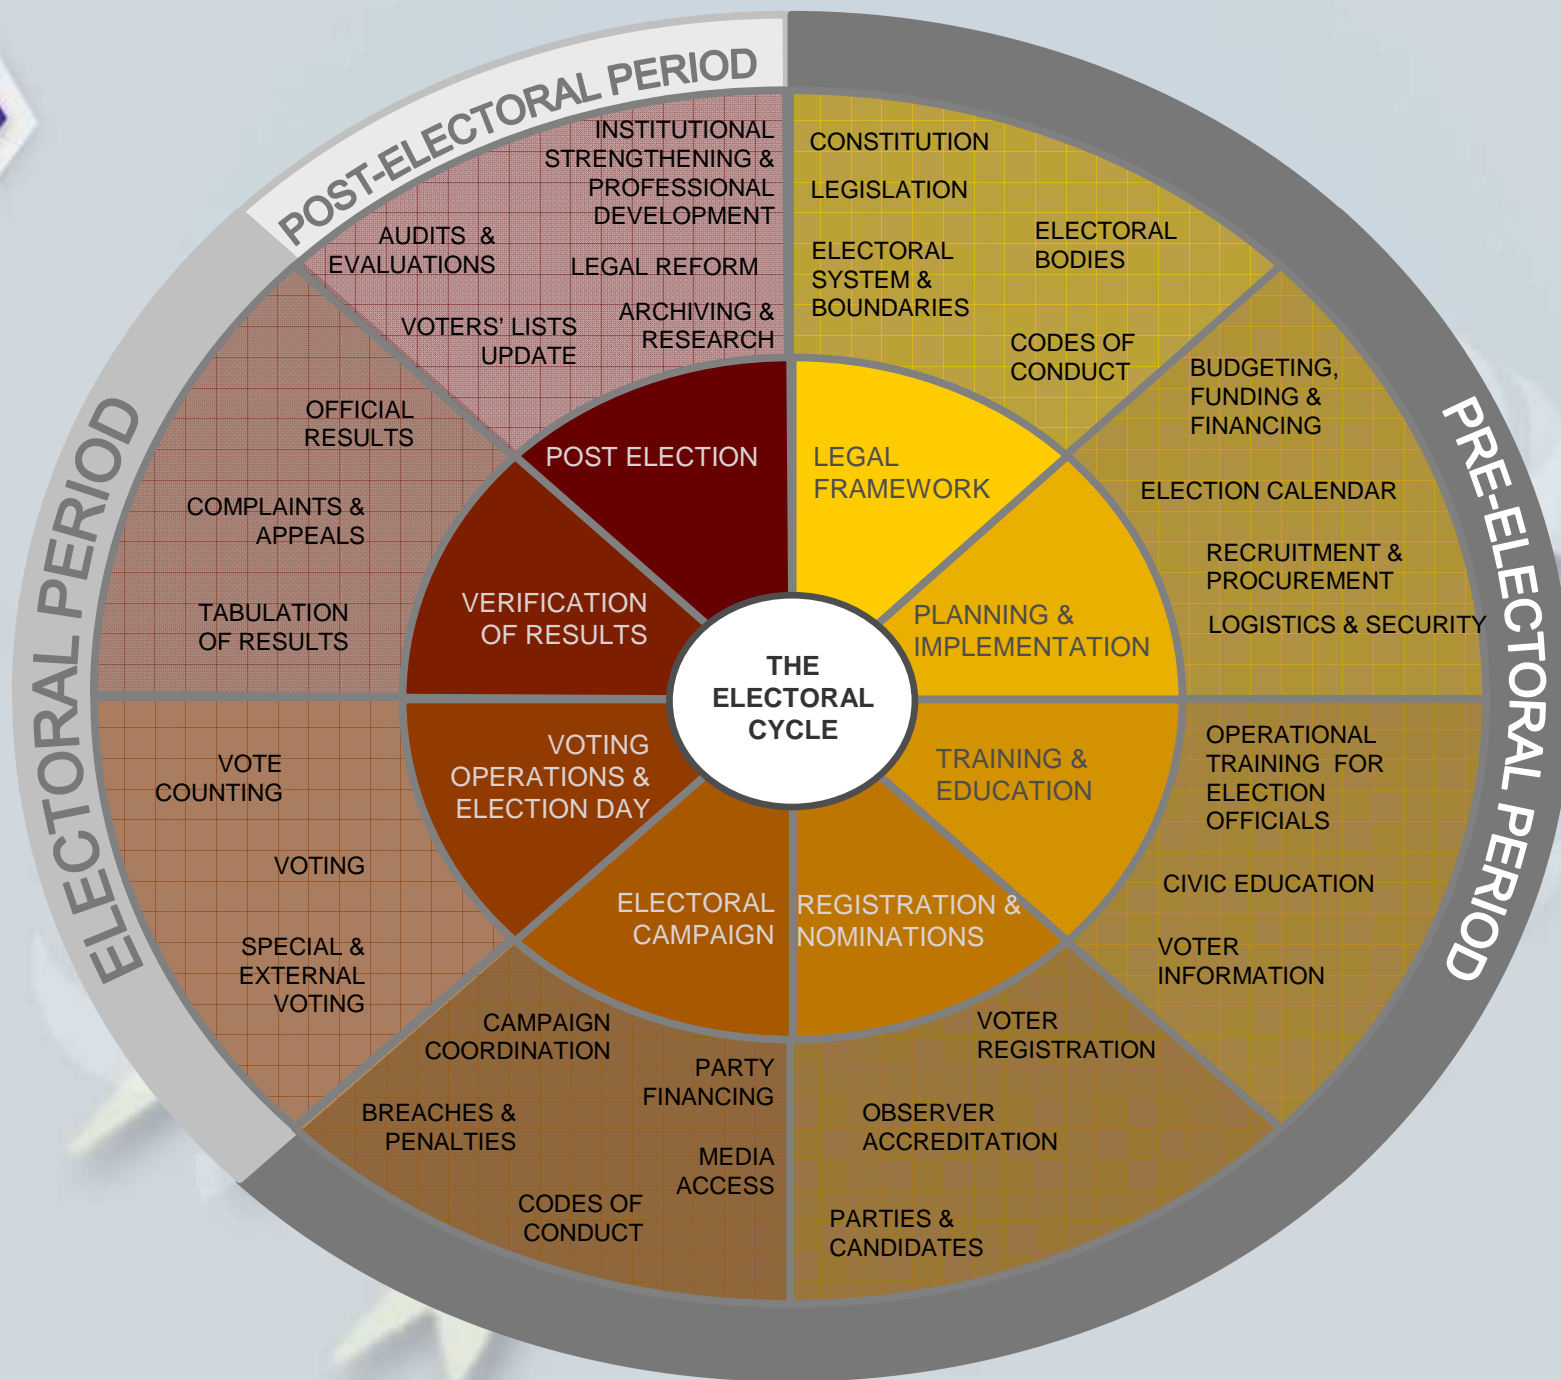 POST-ELECTORAL PERIOD
PRE-ELECTORAL PERIOD
ELECTORAL PERIOD
THE
ELECTORAL
CYCLE
LEGAL
FRAMEWORK
CONSTITUTION
LEGISLATION
ELECTORAL
SYSTEM &
BOUNDARIES
ELECTORAL
BODIES
CODES OF
CONDUCT
PLANNING &
IMPLEMENTATION
BUDGETING,
FUNDING &
FINANCING
ELECTION CALENDAR
RECRUITMENT &
PROCUREMENT
LOGISTICS & SECURITY
TRAINING &
EDUCATION
OPERATIONAL
TRAINING FOR
ELECTION
OFFICIALS
CIVIC EDUCATION
VOTER
INFORMATION
REGISTRATION &
NOMINATIONS
VOTER
REGISTRATION
OBSERVER
ACCREDITATION
PARTIES &
CANDIDATES
ELECTORAL
CAMPAIGN
CAMPAIGN
COORDINATION
PARTY
FINANCING
BREACHES &
PENALTIES
MEDIA
ACCESS
CODES OF
CONDUCT
VOTING
OPERATIONS &
ELECTION DAY
VOTE
COUNTING
VOTING
SPECIAL &
EXTERNAL
VOTING
VERIFICATION
OF RESULTS
OFFICIAL
RESULTS
COMPLAINTS &
APPEALS
TABULATION
OF RESULTS
POST ELECTION
INSTITUTIONAL
STRENGTHENING &
PROFESSIONAL
DEVELOPMENT
AUDITS &
EVALUATIONS
LEGAL REFORM
VOTERS’ LISTS
UPDATE
ARCHIVING &
RESEARCH